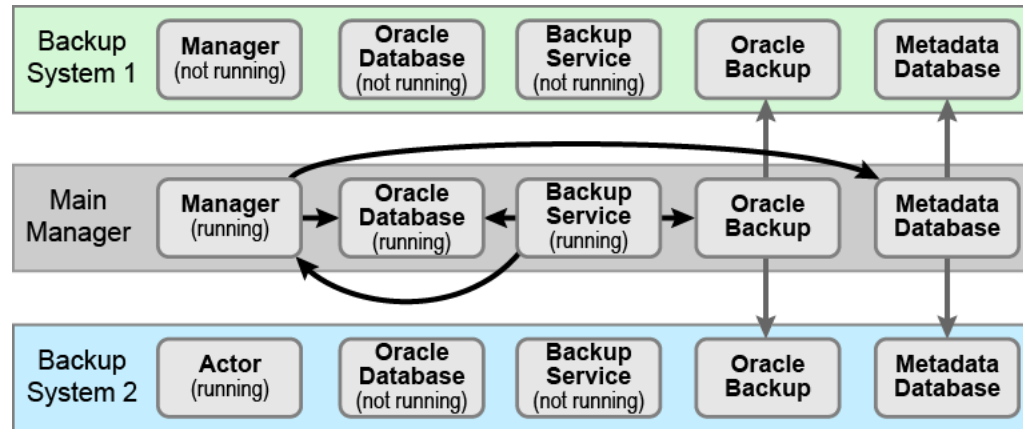 Backup
System 1
Manager
(not running)
Oracle
Database
(not running)
Backup
Service
(not running)
Oracle
Backup
Metadata
Database
Main
Manager
Manager
(running)
Oracle
Database
(running)
Backup
Service
(running)
Oracle
Backup
Metadata
Database
Backup
System 2
Actor
(running)
Oracle
Database
(not running)
Backup
Service
(not running)
Oracle
Backup
Metadata
Database